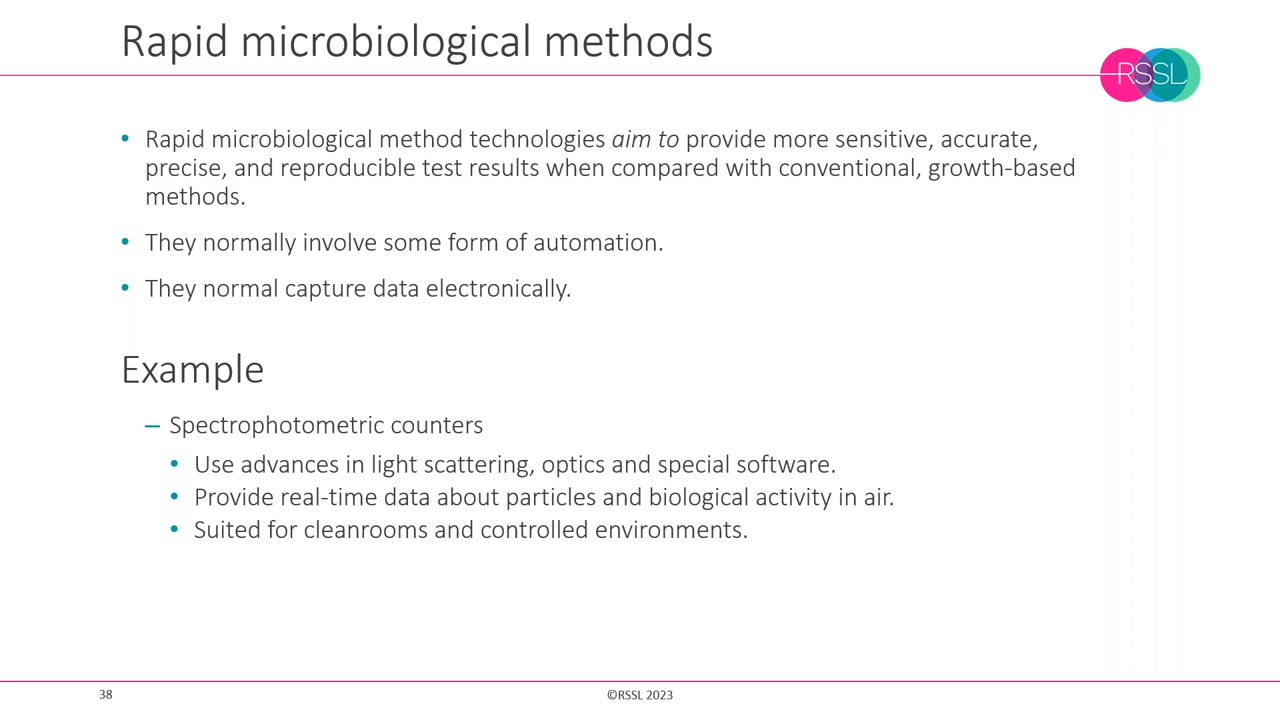 Rapid microbiological methods
RSSL
• Rapid microbiological method technologies aim to provide more sensitive, accurate,
precise, and reproducible test results when compared with conventional, growth-based
methods.
• They normally involve some form of automation.
• They normal capture data electronically.
Example
– Spectrophotometric counters
• Use advances in light scattering, optics and special software.
• Provide real-time data about particles and biological activity in air.
• Suited for cleanrooms and controlled environments.
38
©RSSL 2023